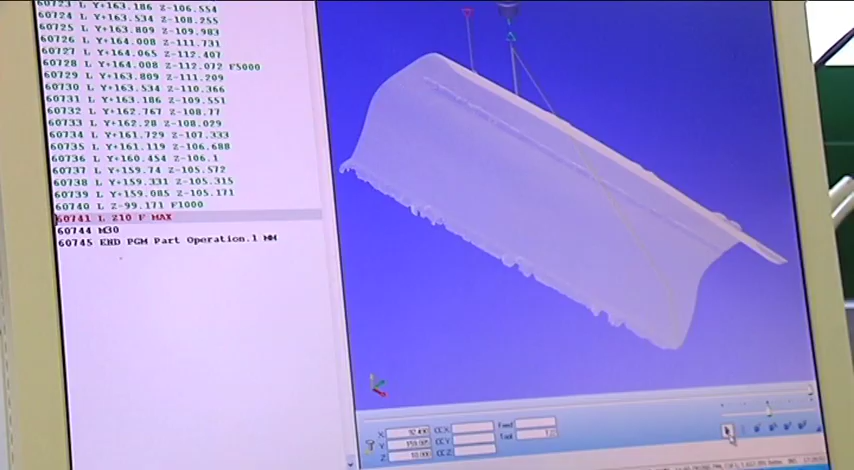 60723 L Y+163.186 Z-106.554
60724 L Y+163.534 Z-108.255
60725 L Y+163.809 Z-109.983
60726 L Y+164.008 Z-111.731
60727 L Y+164.065 Z-112.407
60728 L Y+164.008 Z-112.072 F5000
60729 L Y+163.809 Z-111.209
60730 L Y+163.534 Z-110.366
60731 L Y+163.186 Z-109.551
60732 L Y+162.767 Z-108.77
60733 L Y+162.28 Z-108.029
60734 L Y+161.729 Z-107.333
60735 L Y+161.119 Z-106.688
60736 L Y+160.454 Z-106.1
60737 L Y+159.74 Z-105.572
60738 L Y+159.331 Z-105.315
60739 L Y+159.085 Z-105.171
60740 L Z-99.171 F1000
60741 L Z10 F MAX
60744 M30
60745 END PGM Part Operation.1 MM
X:
Y:
Z: